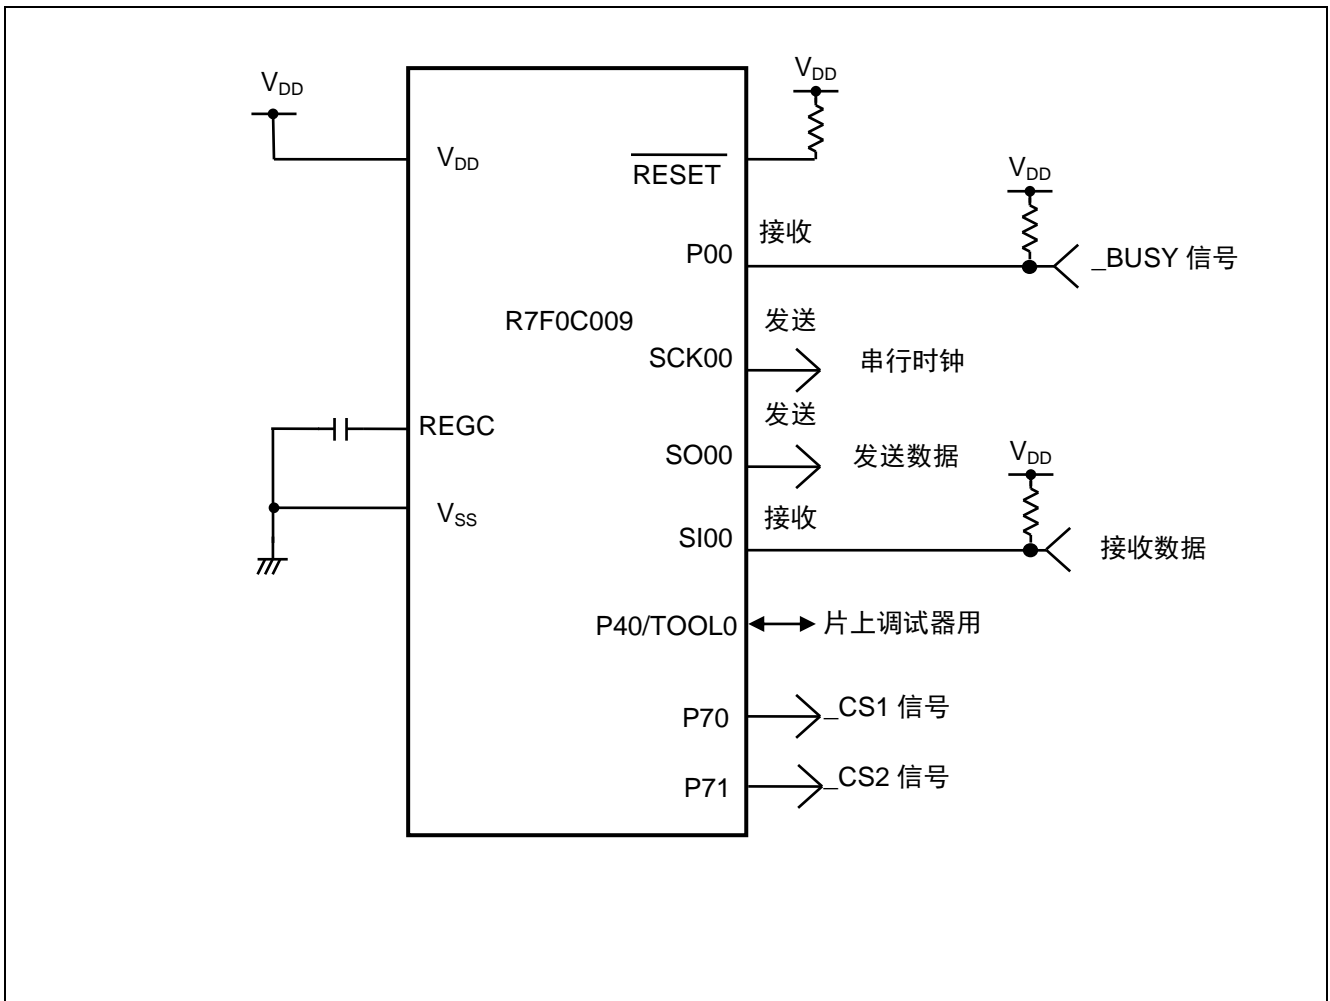 VDD
VDD
VDD
RESET
VDD
接收
P00
_BUSY 信号
R7F0C009
发送
SCK00
串行时钟
发送
REGC
SO00
发送数据
VDD
VSS
接收
SI00
接收数据
P40/TOOL0
片上调试器用
P70
_CS1 信号
P71
_CS2 信号